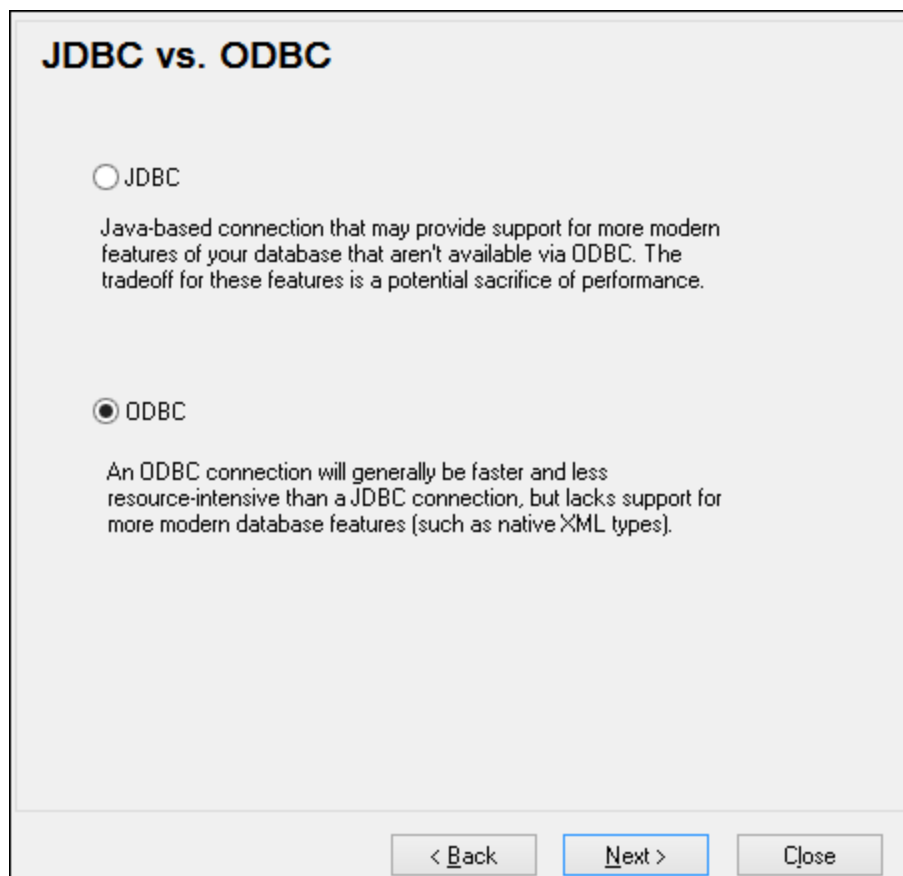 JDBC vs. ODBC
JDBC
Java-based connection that may provide support for more modern
features of your database that aren't available via ODBC. The
tradeoff for these features is a potential sacrifice of performance.
ODBC
An ODBC connection will generally be faster and less
resource-intensive than a JDBC connection, but lacks support for
more modern database features (such as native XML types).
< Back Next > Close